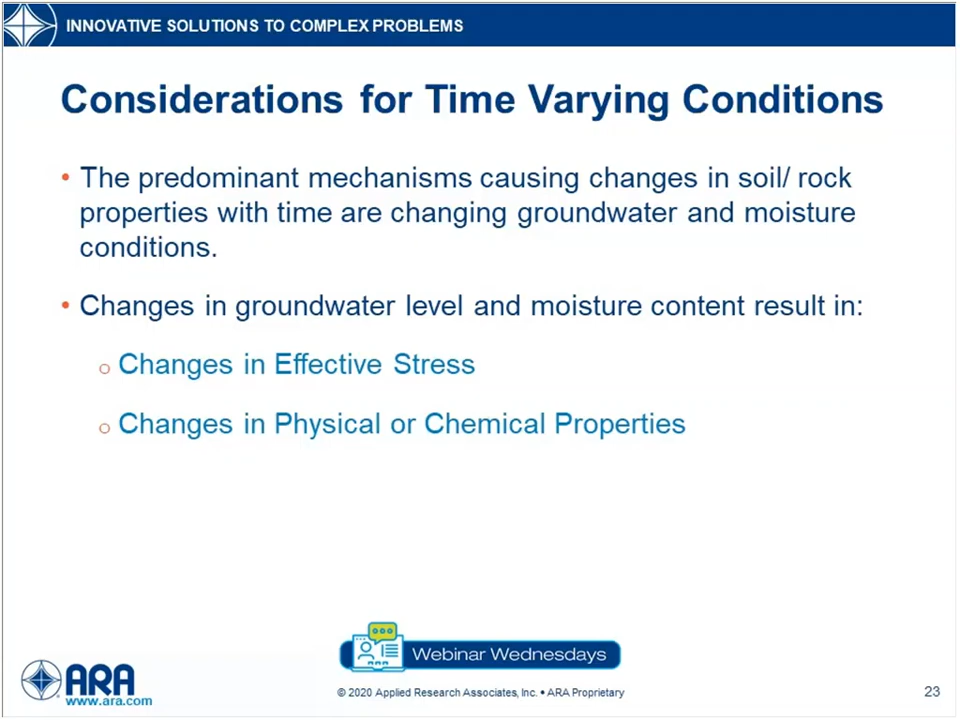 INNOVATIVE SOLUTIONS TO COMPLEX PROBLEMS
Considerations for Time Varying Conditions
• The predominant mechanisms causing changes in soil/ rock
properties with time are changing groundwater and moisture
conditions.
• Changes in groundwater level and moisture content result in:
o Changes in Effective Stress
o Changes in Physical or Chemical Properties
ARA
Webinar Wednesdays
ARA
www.ara.com
© 2020 Applied Research Associates, Inc. • ARA Proprietary
23